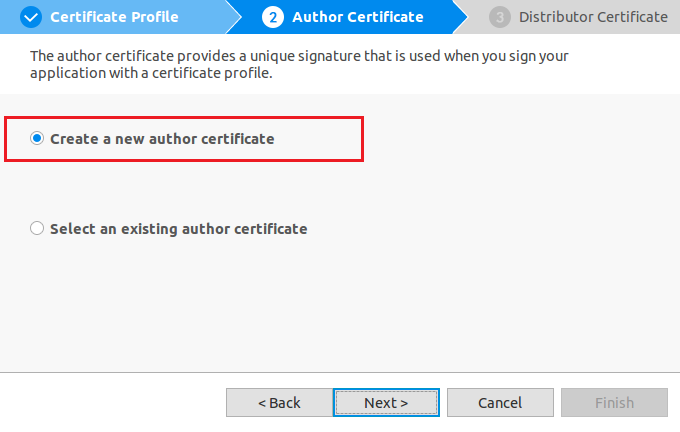 Certificate Profile
2 Author Certificate
3 Distributor Certificate
The author certificate provides a unique signature that is used when you sign your
application with a certificate profile.
Create a new author certificate
Select an existing author certificate
< Back
Next >
Cancel
Finish